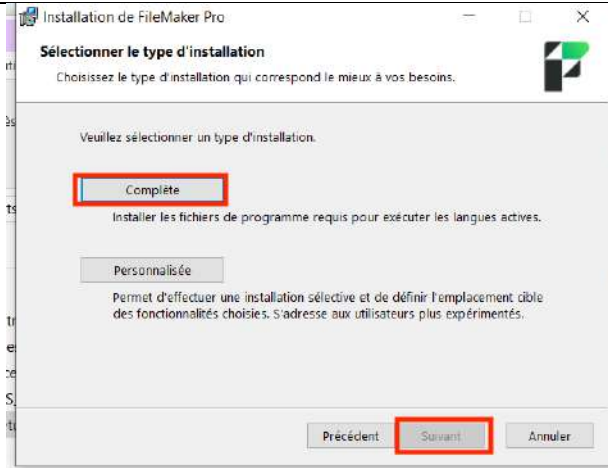 Installation de FileMaker Pro
Sélectionner le type d'installation
Choisissez le type d'installation qui correspond le mieux à vos besoins.
Veuillez sélectionner un type d'installation.
Complète
Installer les fichiers de programme requis pour exécuter les langues actives.
Personnalisée
Permet d'effectuer une installation sélective et de définir l'emplacement cible
des fonctionnalités choisies. S'adresse aux utilisateurs plus expérimentés.
Précédent Suivant Annuler